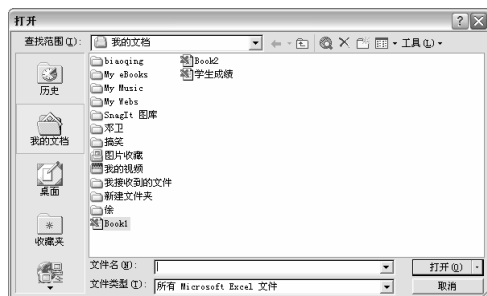 打开
查找范围(I): 我的文档 工具(L)
历史
我的文档
桌面
收藏夹
biaoqing
My eBooks
My Music
My Webs
SnagIt 图库
邓卫
搞笑
图片收藏
我的视频
我接收到的文件
新建文件夹
徐
Book1
Book2
学生成绩
文件名(N): 打开(O)
文件类型(T): 所有 Microsoft Excel 文件 取消